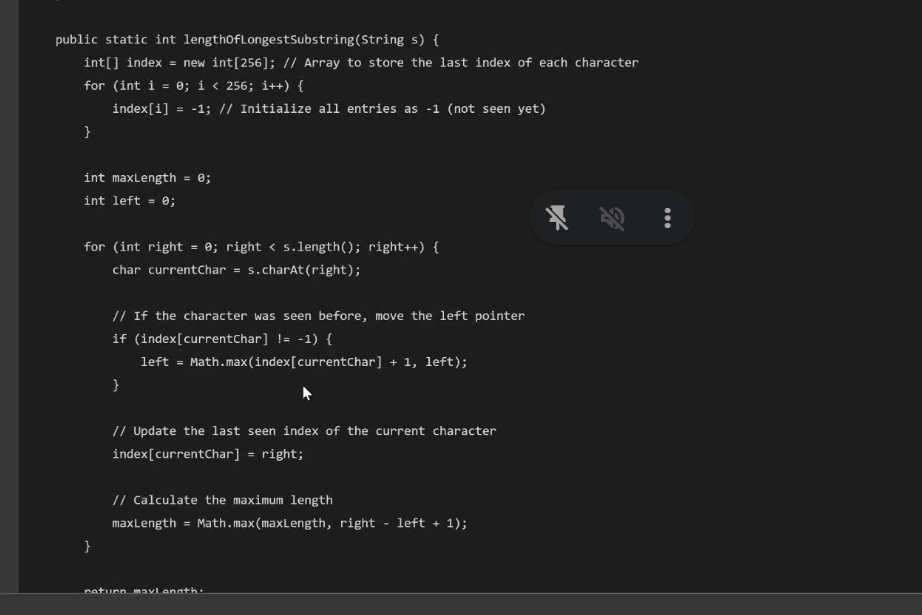 public static int lengthOfLongestSubstring(String s) {
int[] index = new int[256]; // Array to store the last index of each character
for (int i = 0; i < 256; i++) {
index[i] = -1; // Initialize all entries as -1 (not seen yet)
}
int maxLength = 0;
int left = 0;
for (int right = 0; right < s.length(); right++) {
char currentChar = s.charAt(right);
// If the character was seen before, move the left pointer
if (index[currentChar] != -1) {
left = Math.max(index[currentChar] + 1, left);
}
// Update the last seen index of the current character
index[currentChar] = right;
// Calculate the maximum length
maxLength = Math.max(maxLength, right - left + 1);
}
return maxLength;